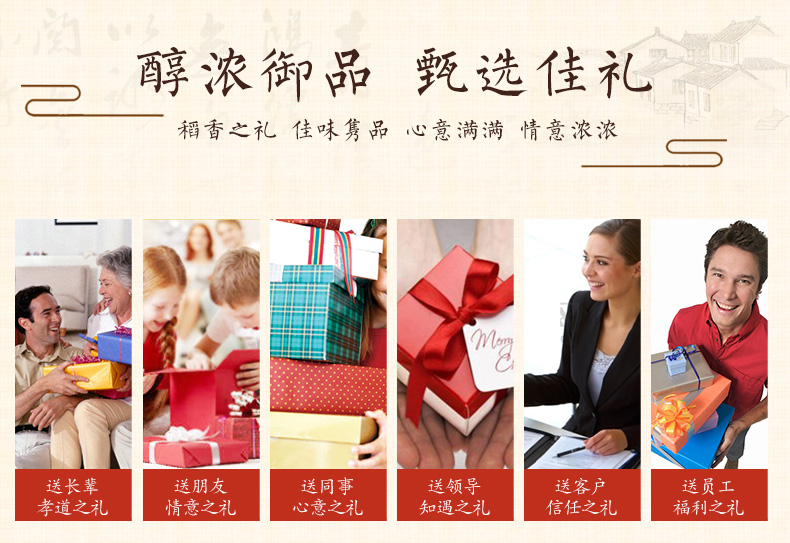 醇浓御品 甄选佳礼
稻香之礼 佳味隽品 心意满满 情意浓浓
送长辈
孝道之礼
送朋友
情意之礼
送同事
心意之礼
Merry
送领导
知遇之礼
送客户
信任之礼
送员工
福利之礼